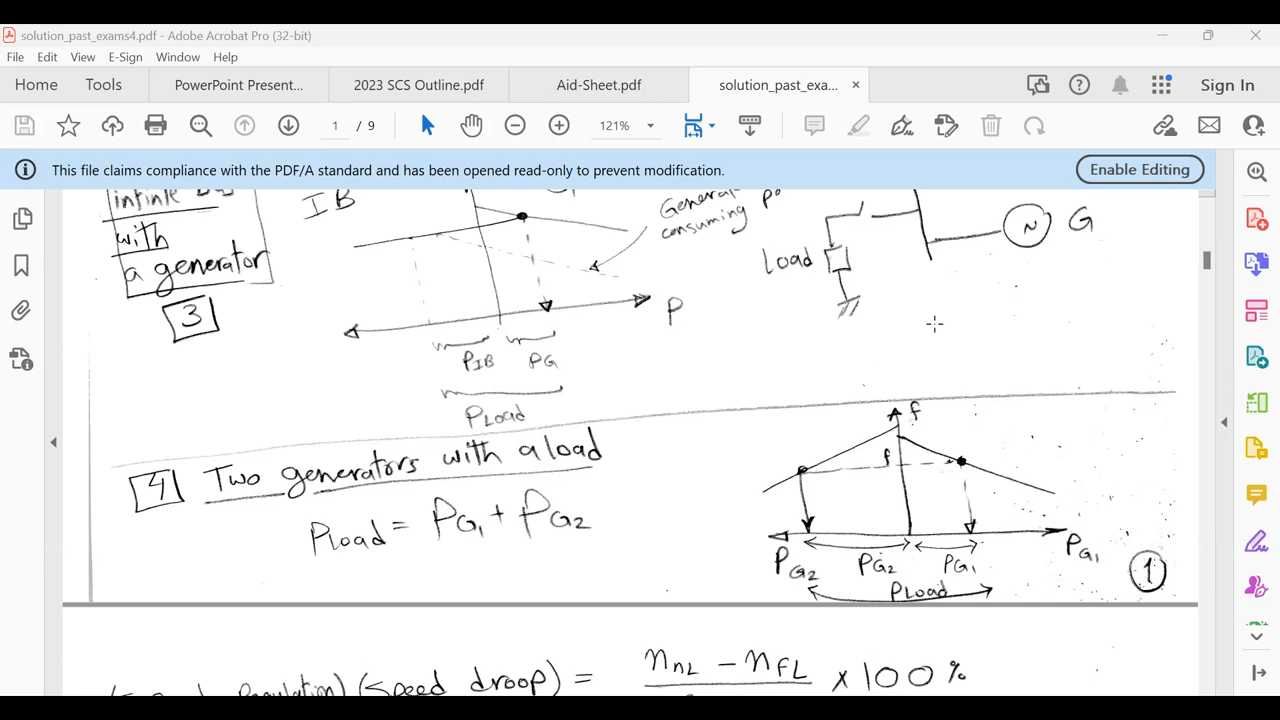 solution_past_exams4.pdf - Adobe Acrobat Pro (32-bit)
File Edit View E-Sign Window Help
Home Tools PowerPoint Present... 2023 SCS Outline.pdf Aid-Sheet.pdf solution_past_exa... × Sign In
1 / 9 121%
This file claims compliance with the PDF/A standard and has been opened read-only to prevent modification. Enable Editing
with
a generator
3
IB
consuming
P
PIB PG
PLoad
Load
N G
4 Two generators with a load
PLoad = PG1 + PG2
f
f
PG2 PG2 PG1 PG1
PLoad
1
(speed droop) = nnL - nFL × 100 %